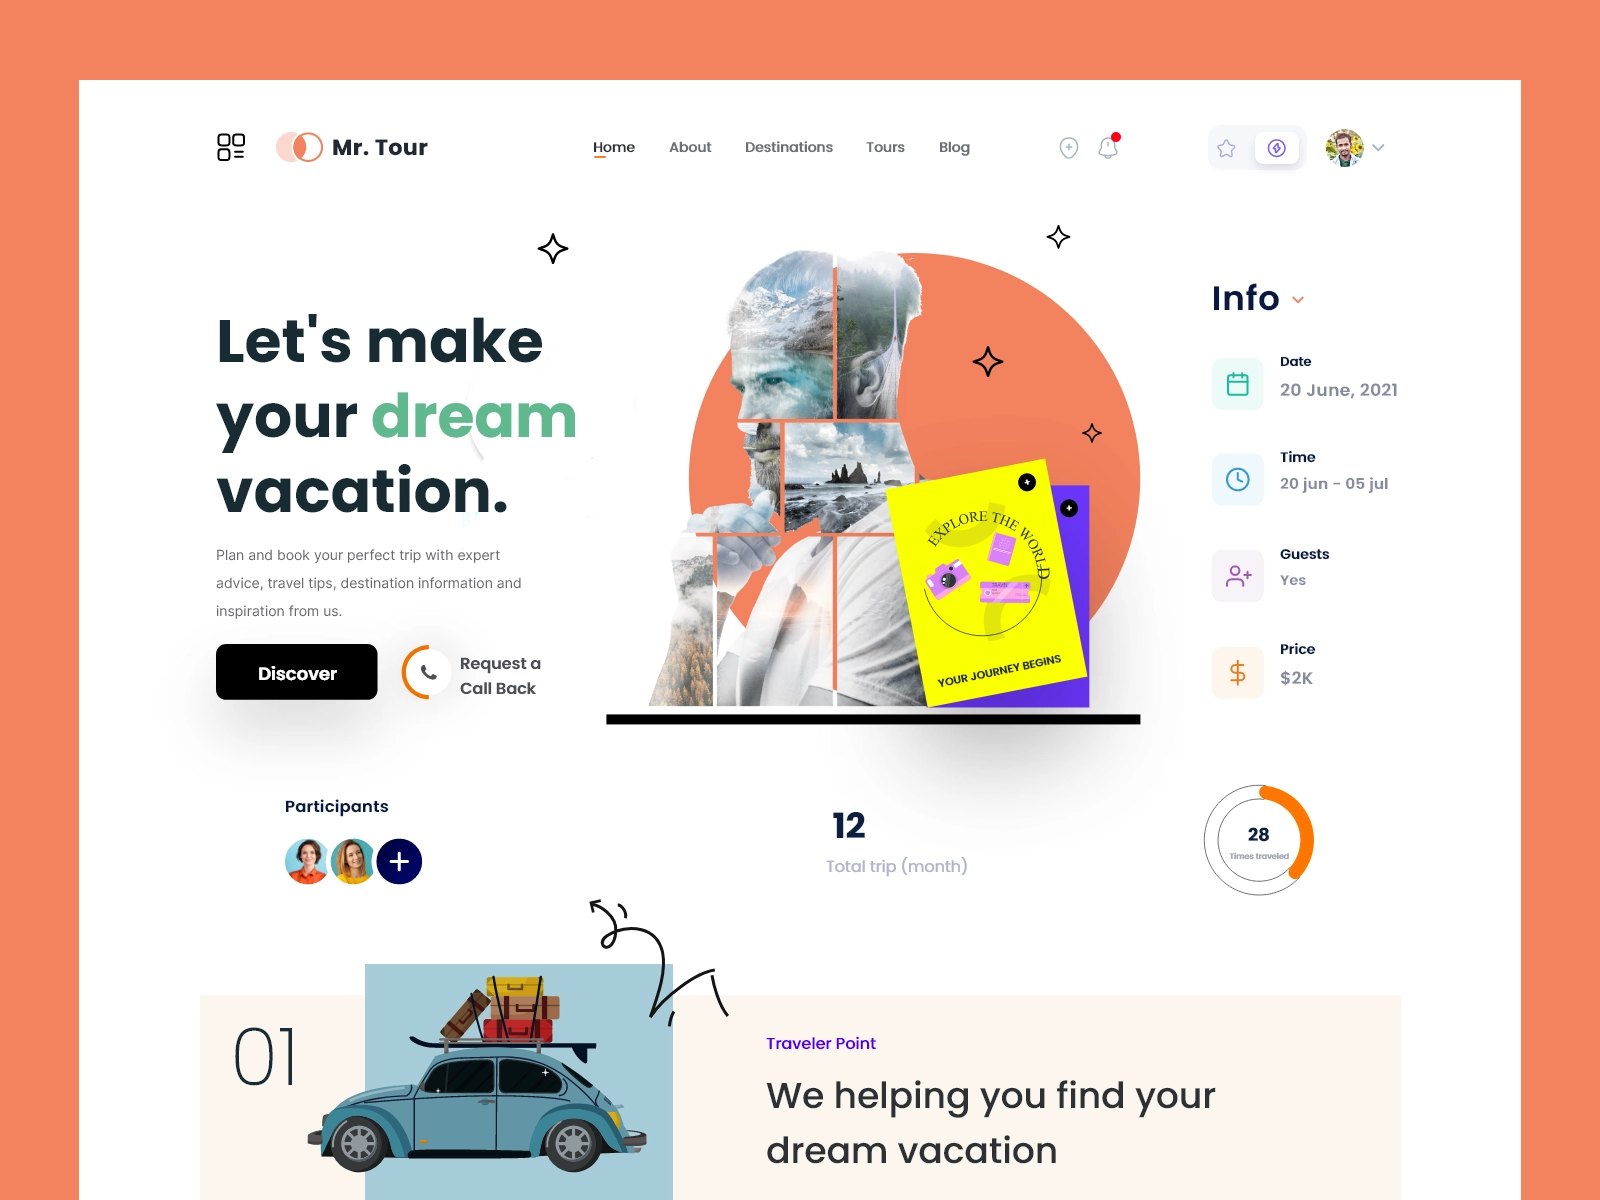 Mr. Tour
Home
About
Destinations
Tours
Blog
Let's make
your dream
vacation.
Plan and book your perfect trip with expert
advice, travel tips, destination information and
inspiration from us.
Discover
Request a
Call Back
EXPLORE THE WORLD
YOUR JOURNEY BEGINS
Info
Date
20 June, 2021
Time
20 jun - 05 jul
Guests
Yes
Price
$2K
Participants
12
Total trip (month)
28
Times traveled
01
Traveler Point
We helping you find your
dream vacation